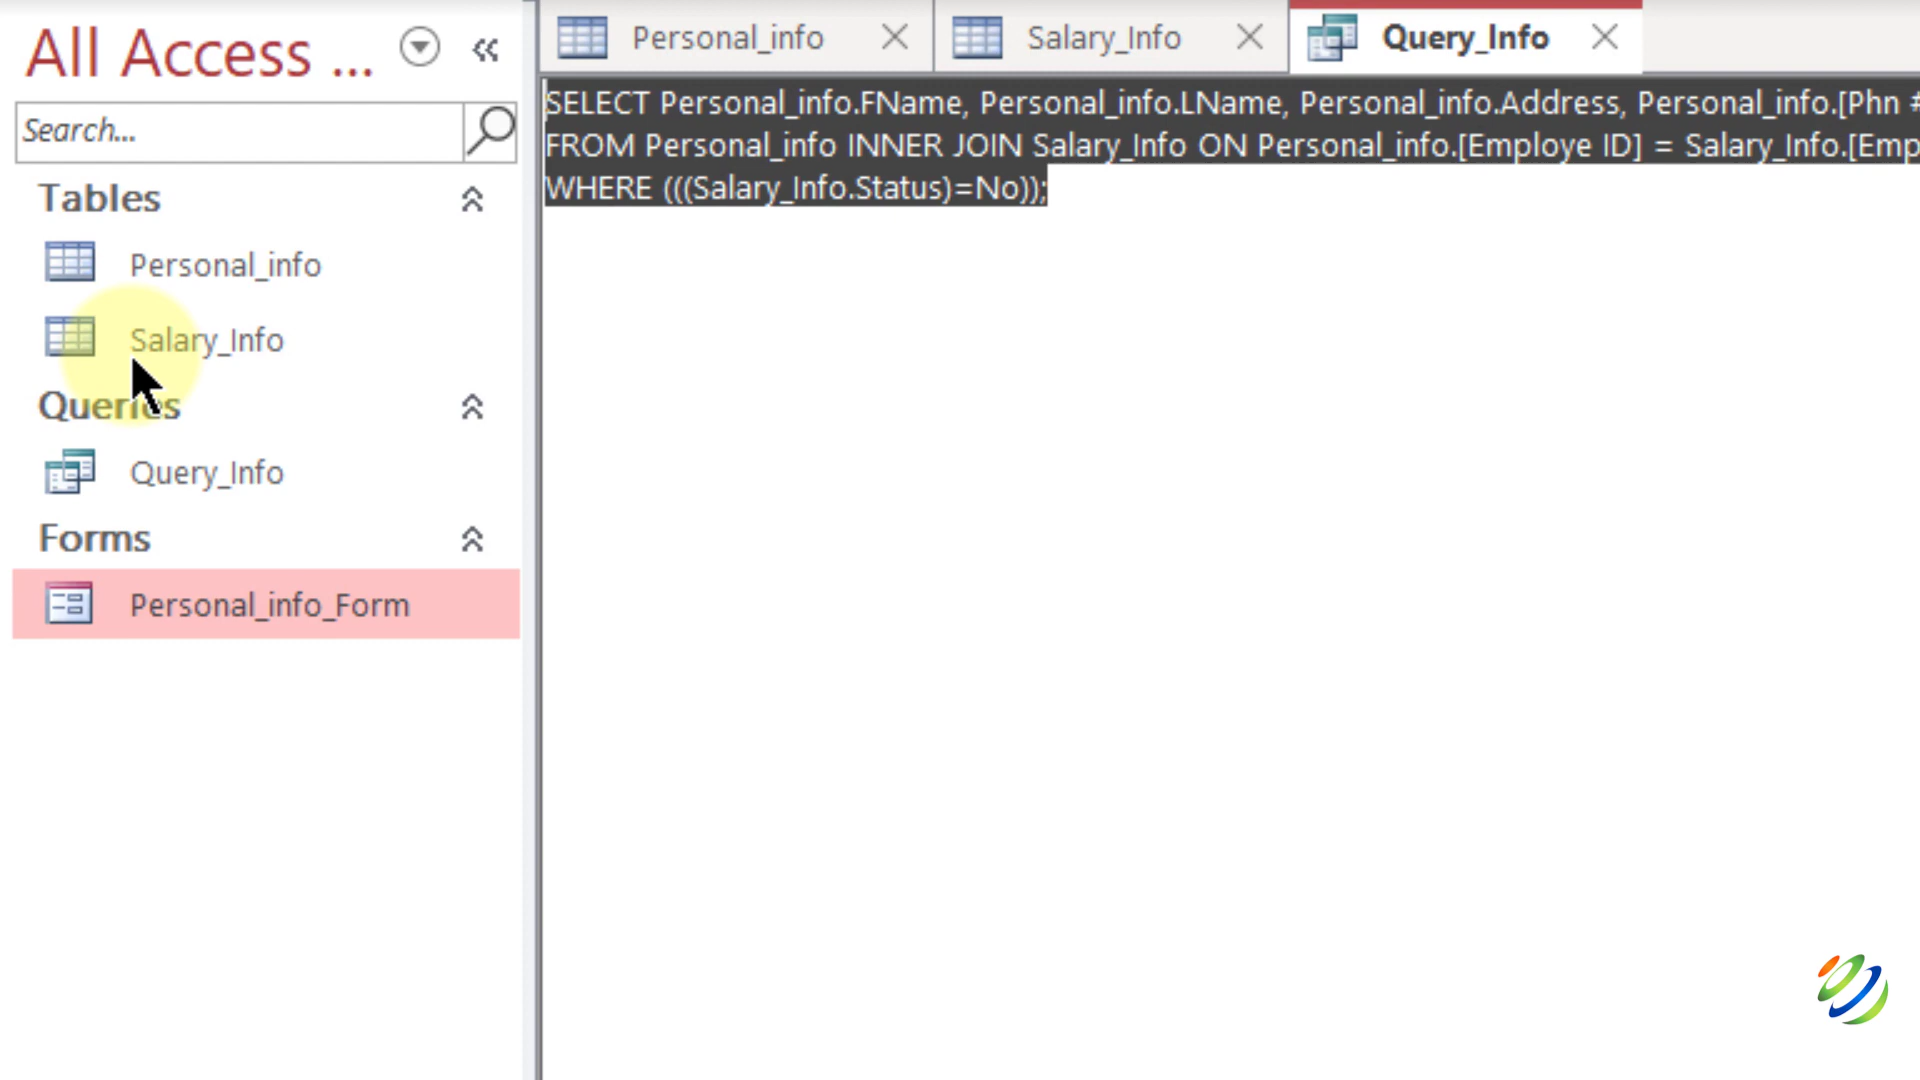 All Access ...
Search...
Tables
Personal_info
Salary_Info
Queries
Query_Info
Forms
Personal_info_Form
Personal_info
Salary_Info
Query_Info
SELECT Personal_info.FName, Personal_info.LName, Personal_info.Address, Personal_info.[Phn #
FROM Personal_info INNER JOIN Salary_Info ON Personal_info.[Employe ID] = Salary_Info.[Emp
WHERE (((Salary_Info.Status)=No));